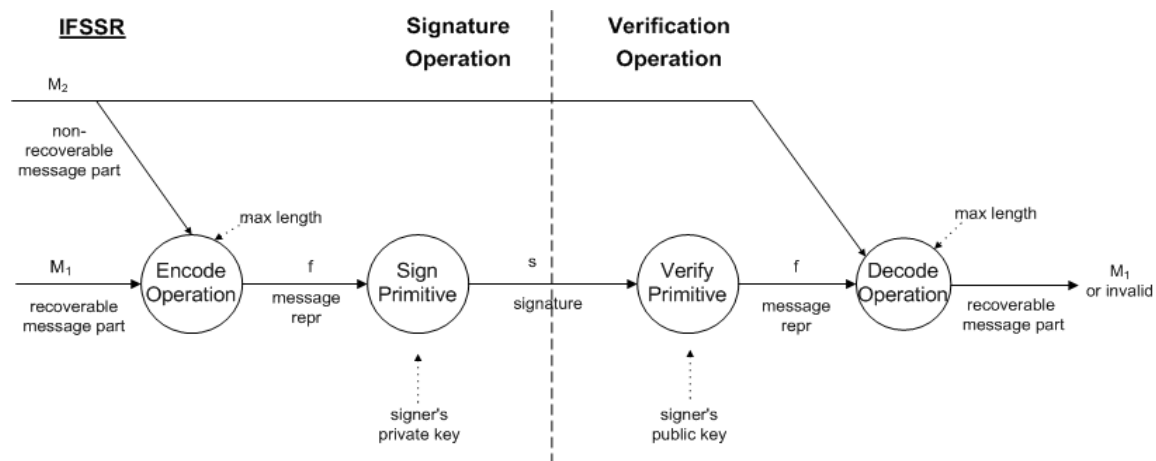 IFSSR
Signature
Operation
Verification
Operation
M₂
non-
recoverable
message part
max length
max length
M₁
recoverable
message part
Encode
Operation
f
message
repr
Sign
Primitive
s
signature
Verify
Primitive
f
message
repr
Decode
Operation
recoverable
message part
M₁
or invalid
signer's
private key
signer's
public key